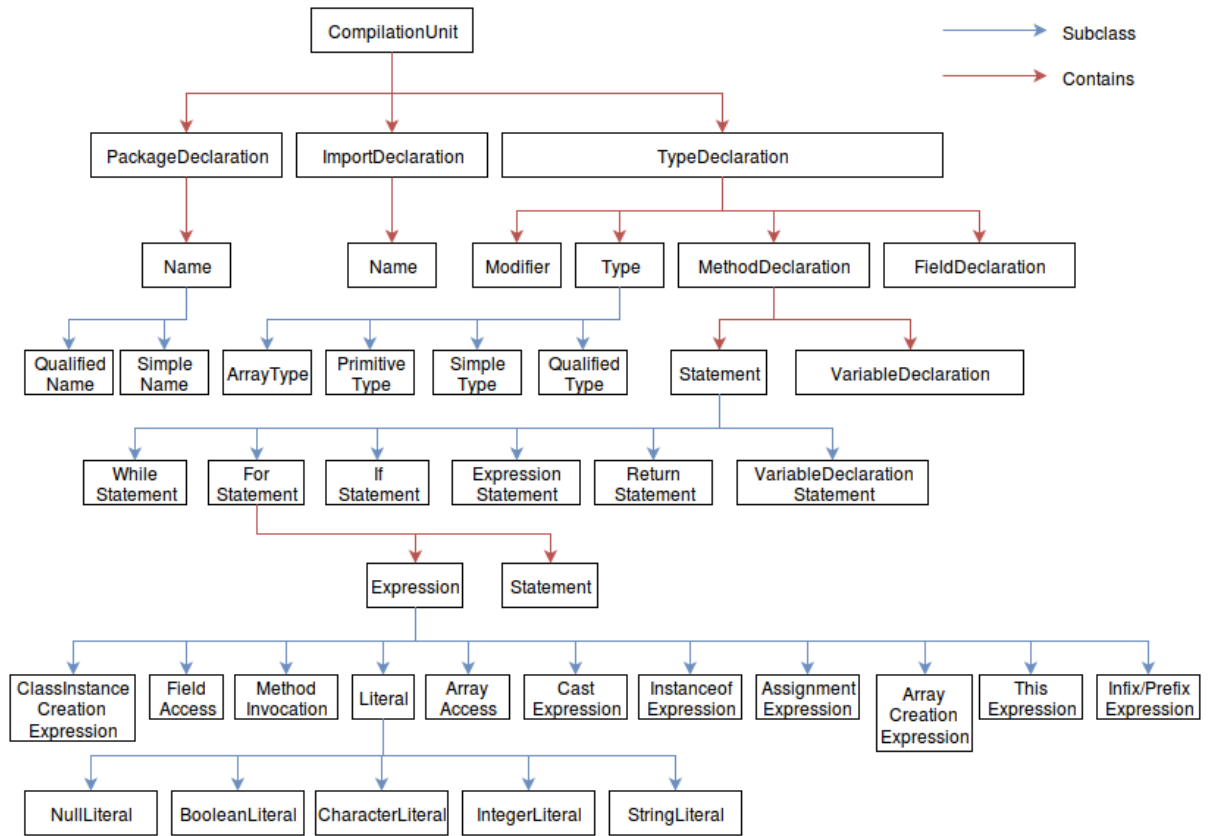 CompilationUnit
Subclass
Contains
PackageDeclaration
ImportDeclaration
TypeDeclaration
Name
Name
Modifier
Type
MethodDeclaration
FieldDeclaration
Qualified
Name
Simple
Name
ArrayType
Primitive
Type
Simple
Type
Qualified
Type
Statement
VariableDeclaration
While
Statement
For
Statement
If
Statement
Expression
Statement
Return
Statement
VariableDeclaration
Statement
Expression
Statement
ClassInstance
Creation
Expression
Field
Access
Method
Invocation
Literal
Array
Access
Cast
Expression
Instanceof
Expression
Assignment
Expression
Array
Creation
Expression
This
Expression
Infix/Prefix
Expression
NullLiteral
BooleanLiteral
CharacterLiteral
IntegerLiteral
StringLiteral